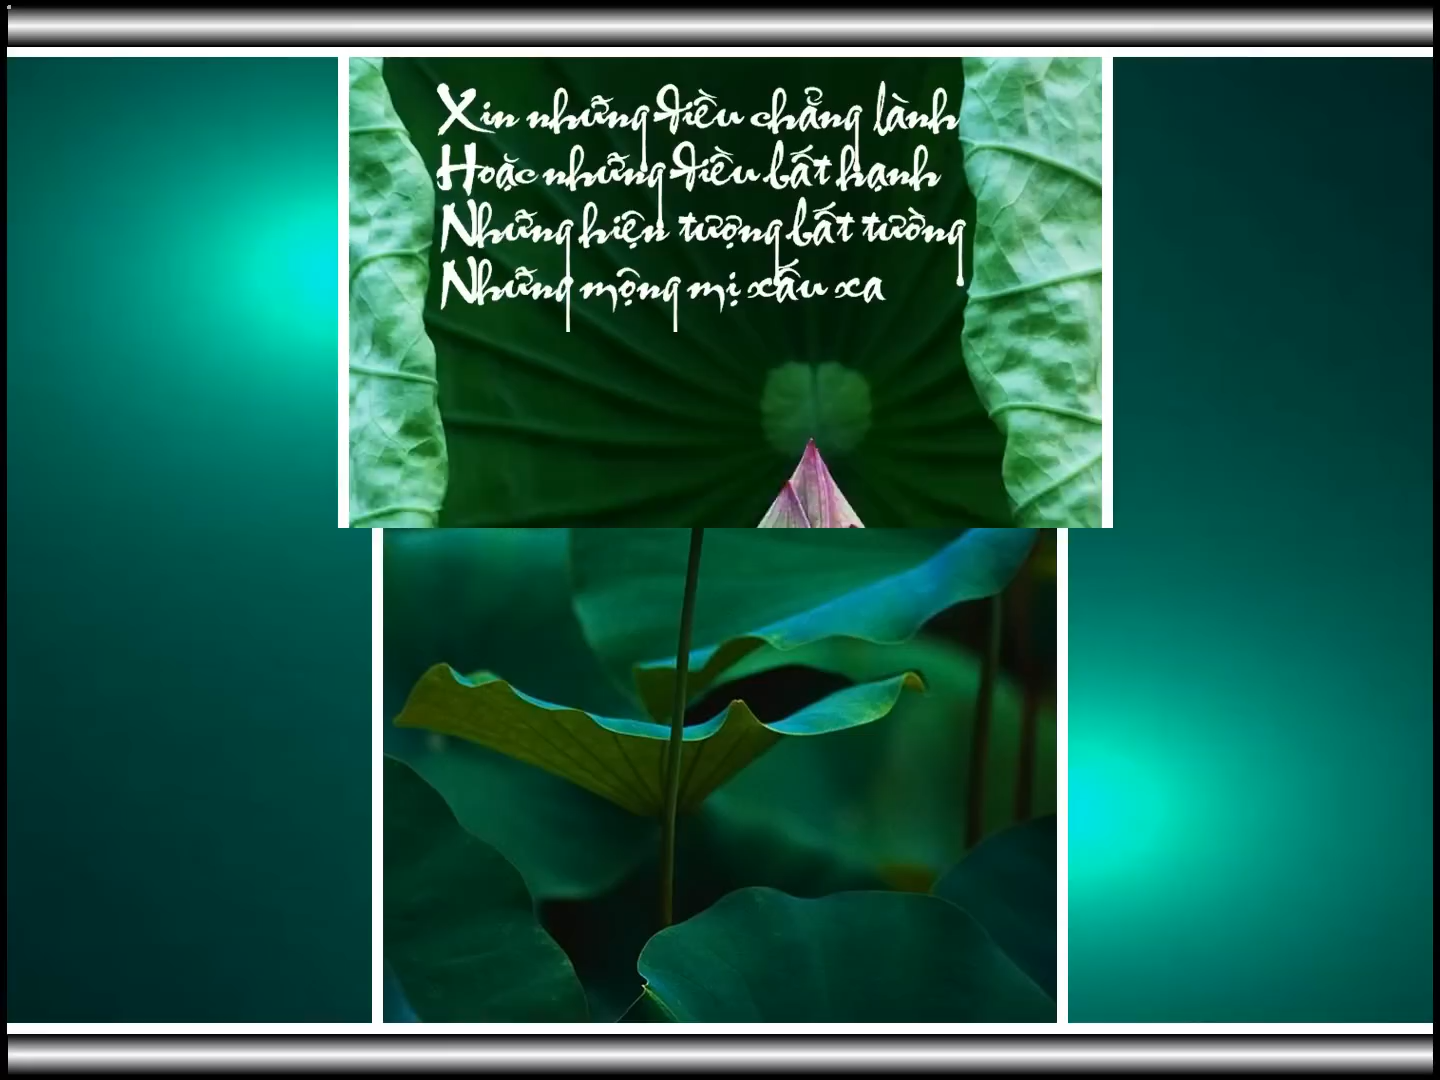 Xin những điều chẳng lành
Hoặc những điều bất hạnh
Những hiện tượng bất tường
Những mộng mị xấu xa